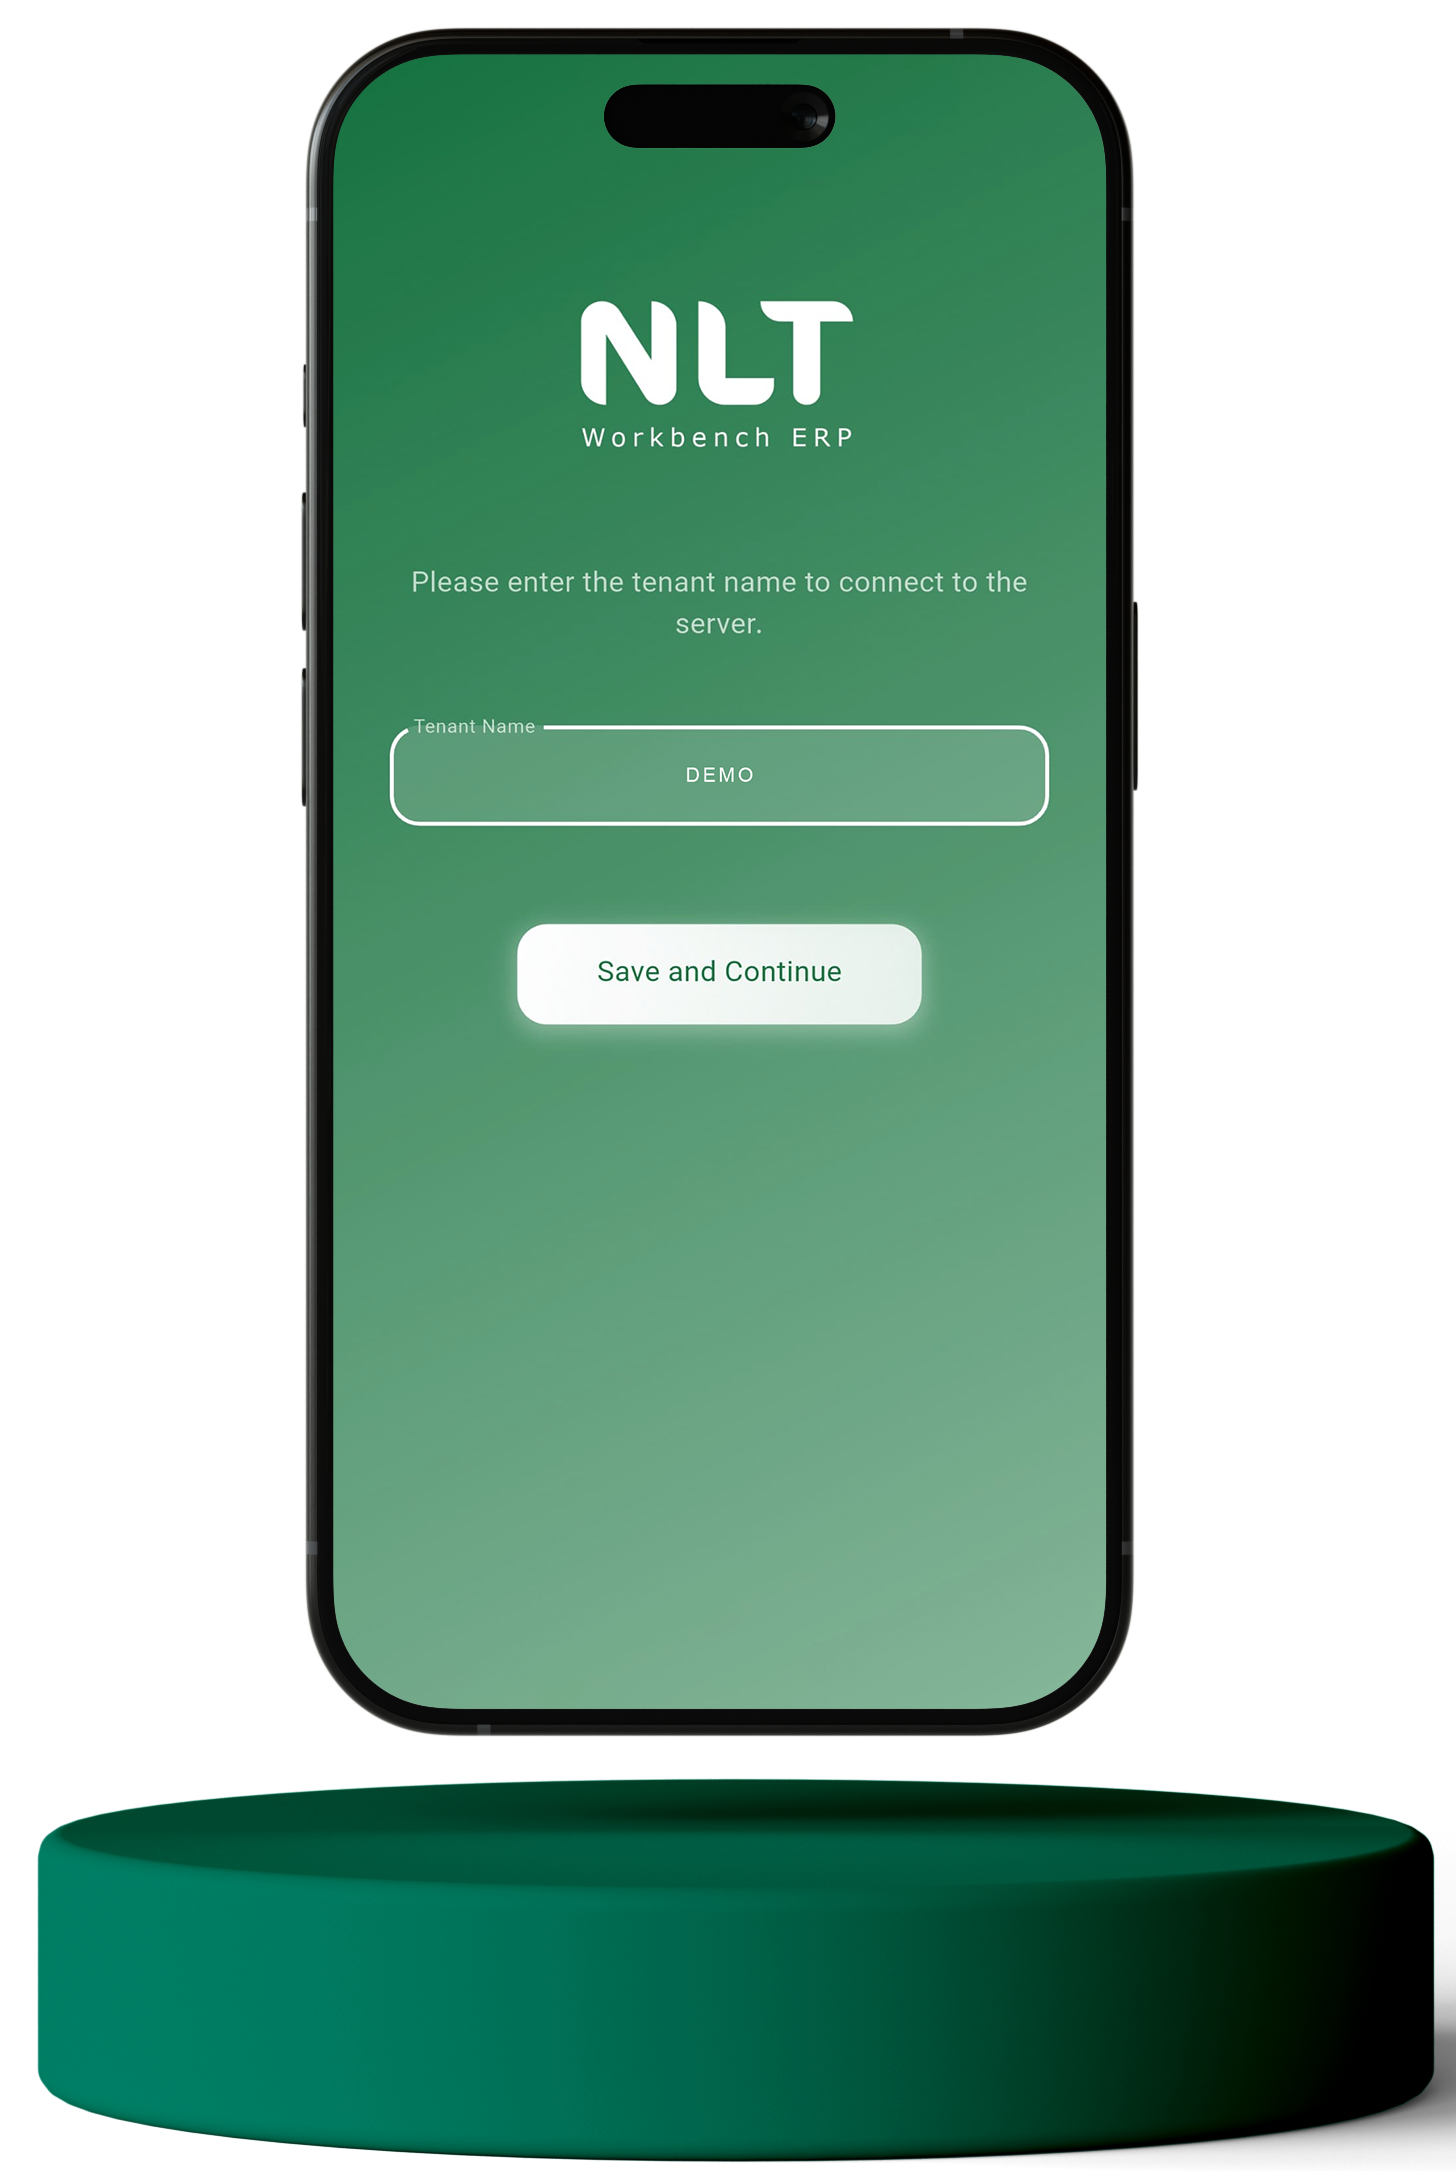 NLT
Workbench ERP
Please enter the tenant name to connect to the
server.
Tenant Name
DEMO
Save and Continue